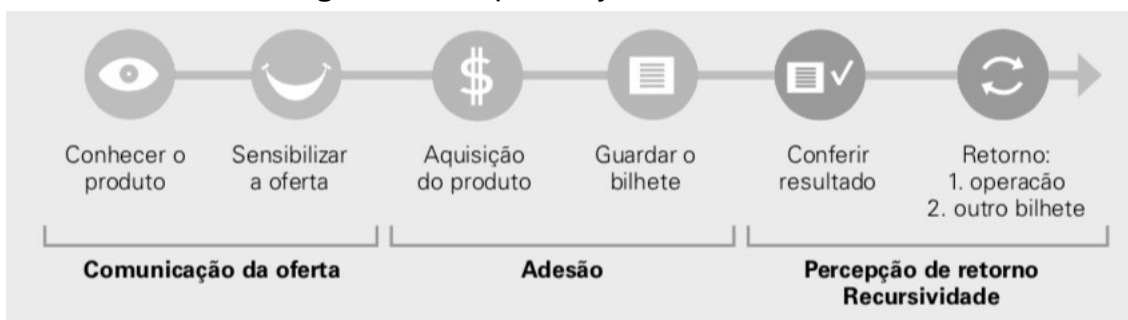 $
Conhecer o
produto
Sensibilizar
a oferta
Aquisição
do produto
Guardar o
bilhete
Conferir
resultado
Retorno:
1. operacão
2. outro bilhete
Comunicação da oferta
Adesão
Percepção de retorno
Recursividade